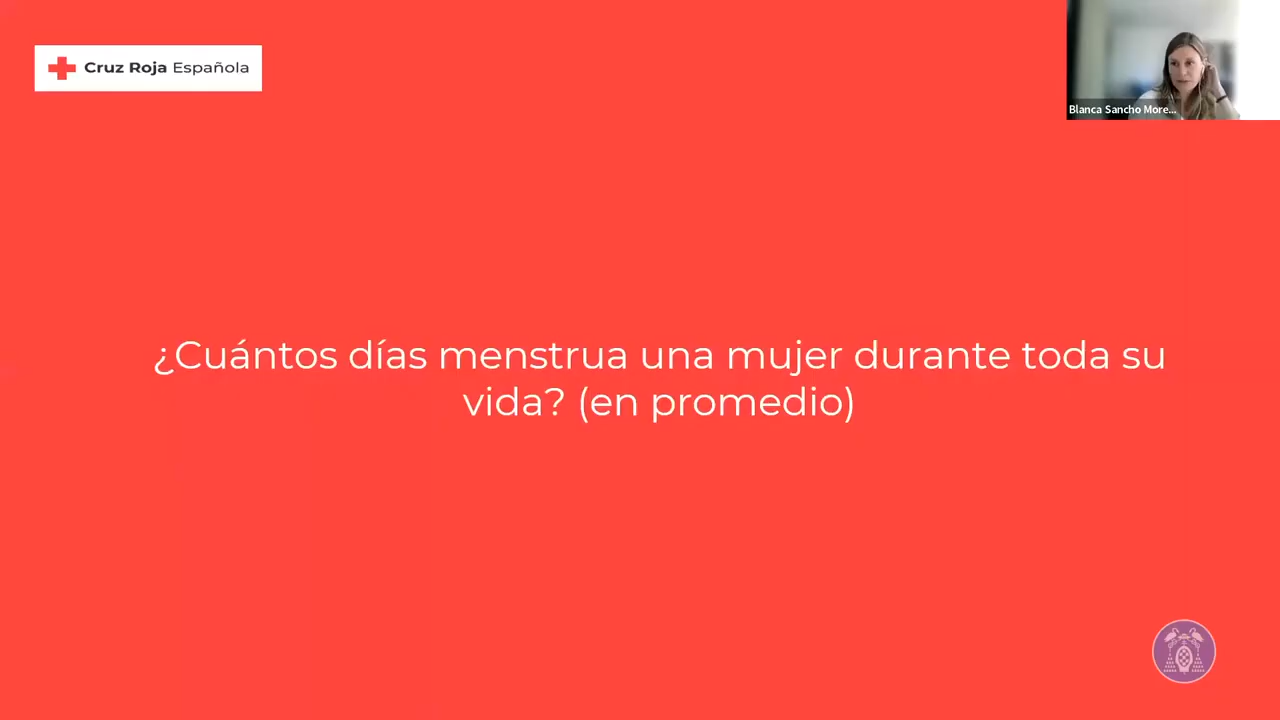 Cruz Roja Española
Blanca Sancho More...
¿Cuántos días menstrua una mujer durante toda su
vida? (en promedio)